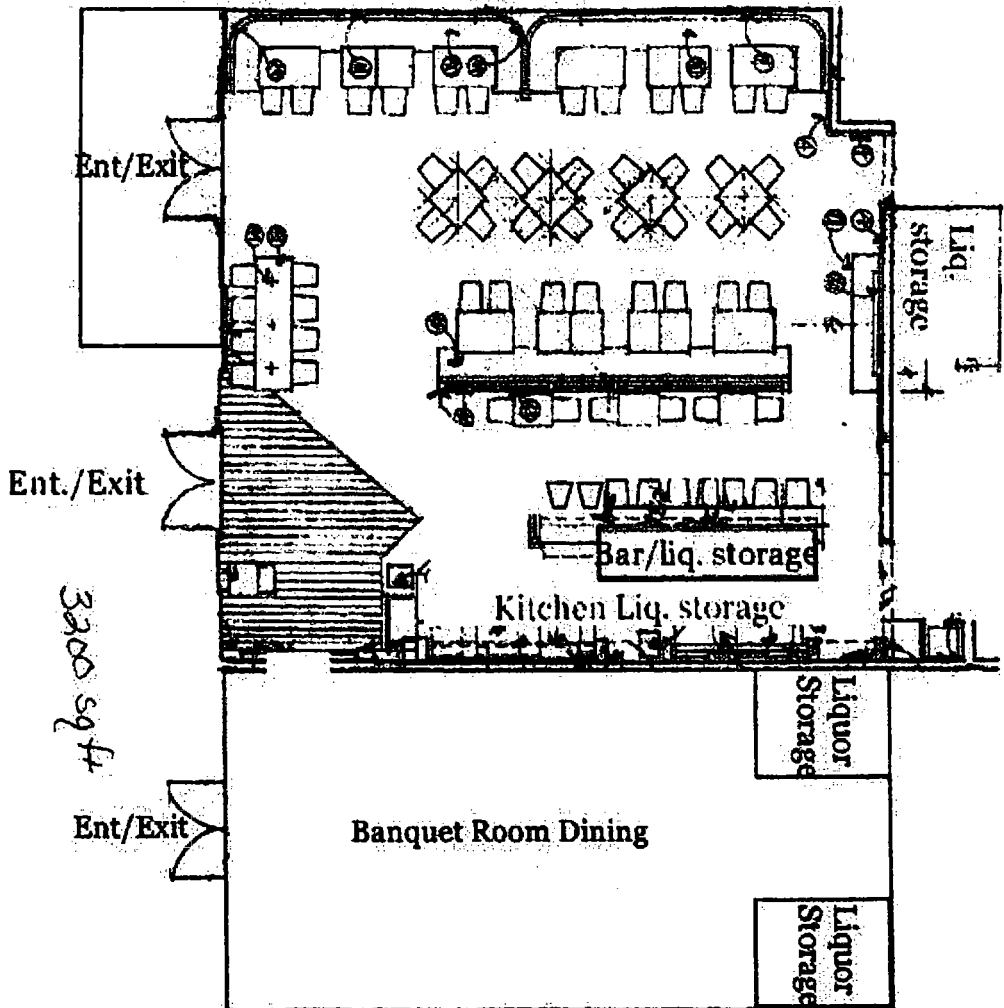 Ent/Exit
Liq.
storage
Ent./Exit
Bar/liq. storage
Kitchen Liq. storage
3200 sq ft
Liquor
Storage
Ent/Exit
Banquet Room Dining
Liquor
Storage